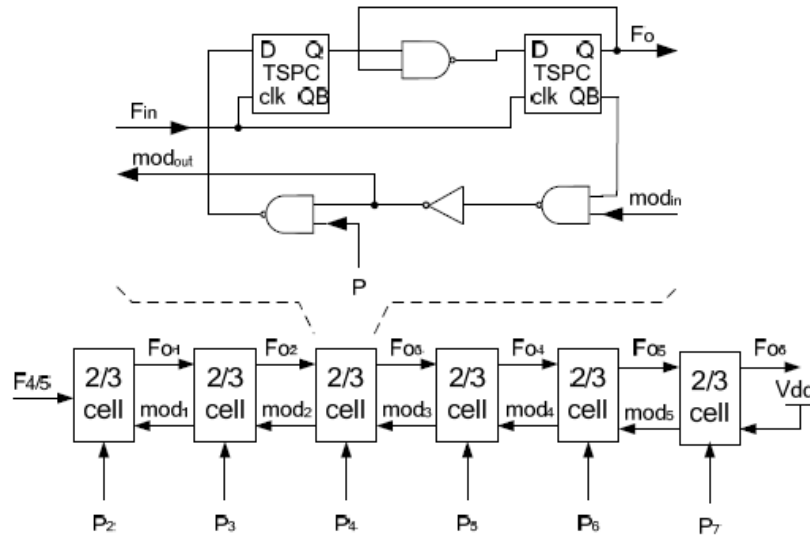 D Q
TSPC
clk QB
D Q
TSPC
clk QB
Fo
Fin
modout
modin
P
F4/5
2/3
cell
Fo1
mod1
2/3
cell
Fo2
mod2
2/3
cell
Fo3
mod3
2/3
cell
Fo4
mod4
2/3
cell
Fo5
mod5
2/3
cell
Fo6
Vdd
P2
P3
P4
P5
P6
P7